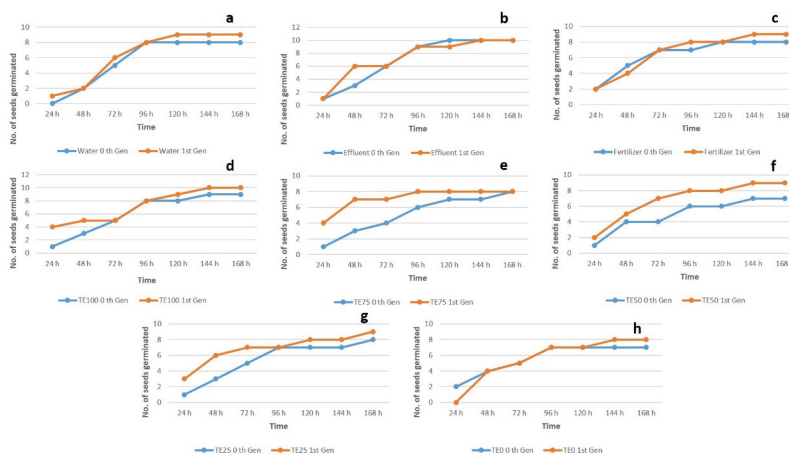 a
No. of seeds germinated
10
8
6
4
2
0
24 h 48 h 72 h 96 h 120 h 144 h 168 h
Time
Water 0 th Gen Water 1st Gen
b
No. of seeds germinated
12
10
8
6
4
2
0
24 h 48 h 72 h 96 h 120 h 144 h 168 h
Time
Effluent 0 th Gen Effluent 1st Gen
c
No. of seeds germinated
10
8
6
4
2
0
24 h 48 h 72 h 96 h 120 h 144 h 168 h
Time
Fertilizer 0 th Gen Fertilizer 1st Gen
d
No. of seeds germinated
12
10
8
6
4
2
0
24 h 48 h 72 h 96 h 120 h 144 h 168 h
Time
TE100 0 th Gen TE100 1st Gen
e
No. of seeds germinated
10
8
6
4
2
0
24 h 48 h 72 h 96 h 120 h 144 h 168 h
Time
TE75 0 th Gen TE75 1st Gen
f
No. of seeds germinated
10
8
6
4
2
0
24 h 48 h 72 h 96 h 120 h 144 h 168 h
Time
TE50 0 th Gen TE50 1st Gen
g
No. of seeds germinated
10
8
6
4
2
0
24 h 48 h 72 h 96 h 120 h 144 h 168 h
Time
TE25 0 th Gen TE25 1st Gen
h
No. of seeds germinated
10
8
6
4
2
0
24 h 48 h 72 h 96 h 120 h 144 h 168 h
Time
TE0 0 th Gen TE0 1st Gen